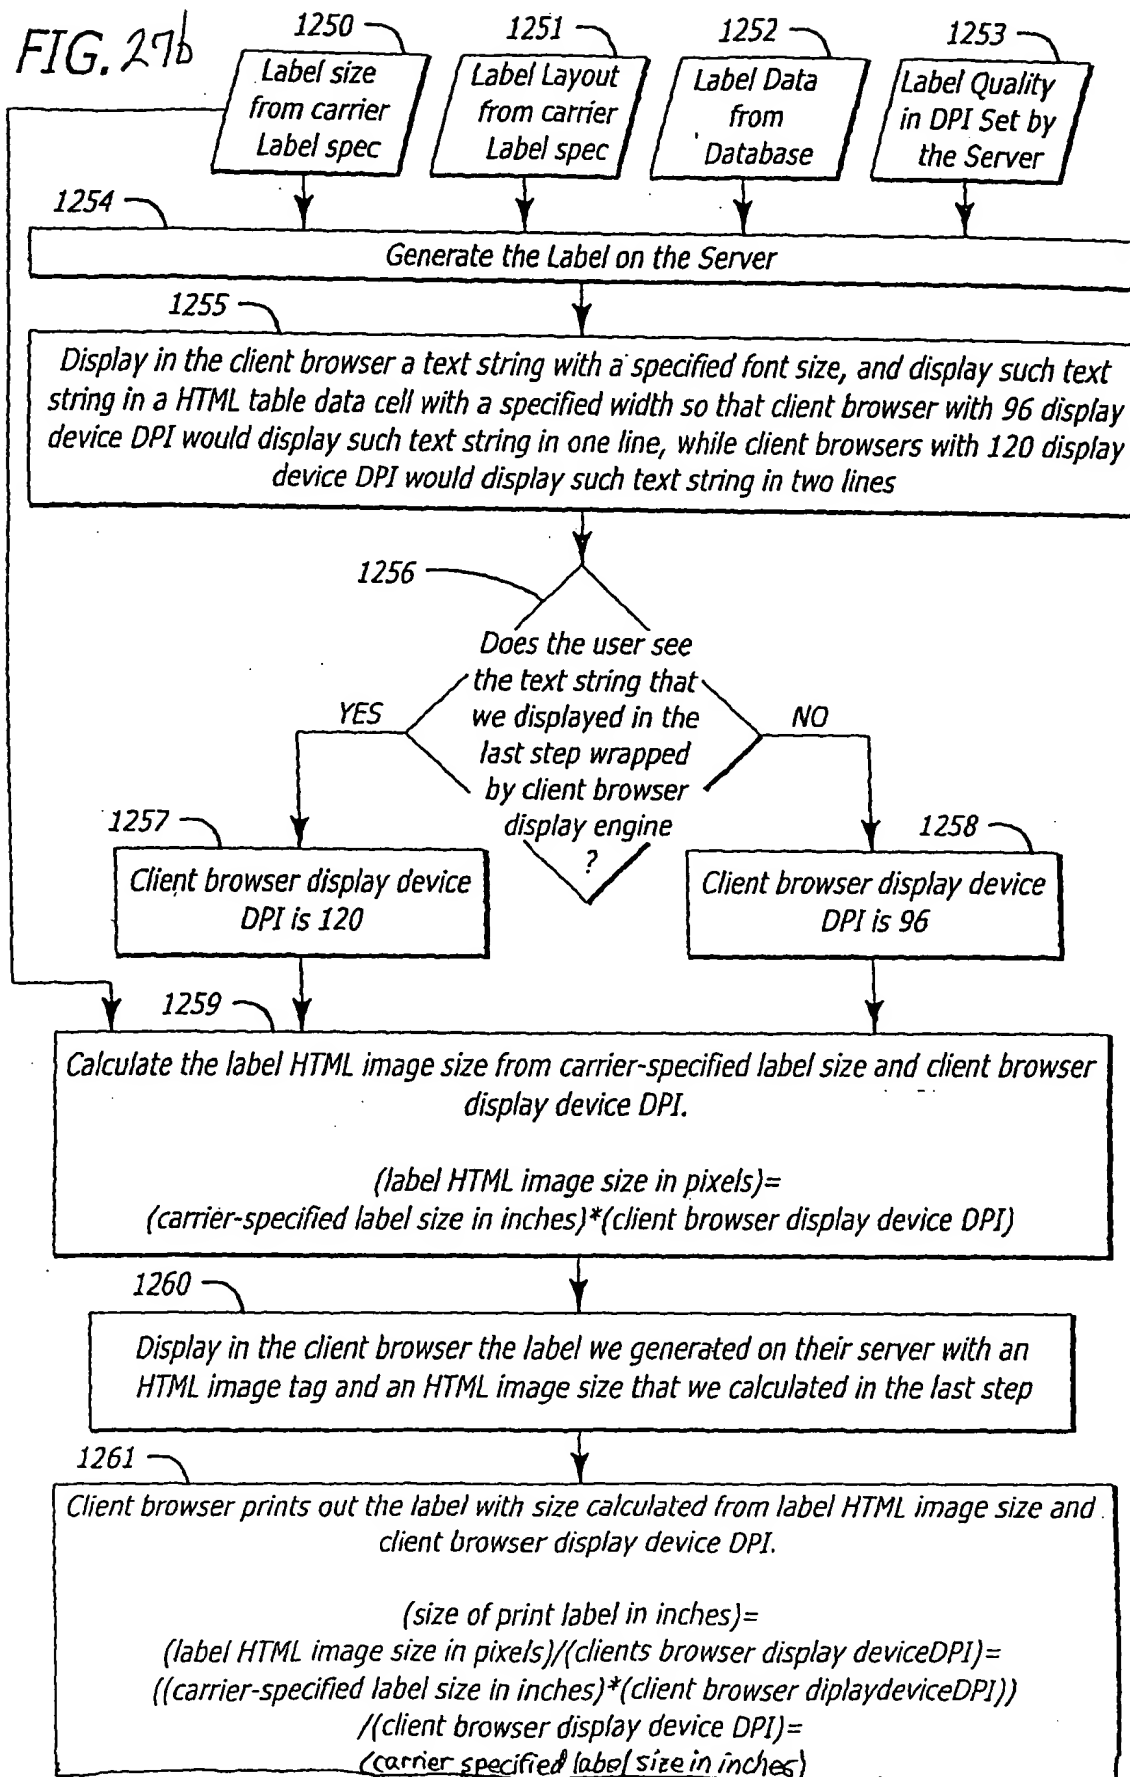 FIG. 27b
1250
1251
1252
1253
Label size
from carrier
Label spec
Label Layout
from carrier
Label spec
Label Data
from
Database
Label Quality
in DPI Set by
the Server
1254
Generate the Label on the Server
1255
Display in the client browser a text string with a specified font size, and display such text
string in a HTML table data cell with a specified width so that client browser with 96 display
device DPI would display such text string in one line, while client browsers with 120 display
device DPI would display such text string in two lines
1256
Does the user see
the text string that
we displayed in the
last step wrapped
by client browser
display engine
?
YES
NO
1257
Client browser display device
DPI is 120
1258
Client browser display device
DPI is 96
1259
Calculate the label HTML image size from carrier-specified label size and client browser
display device DPI.
(label HTML image size in pixels)=
(carrier-specified label size in inches)*(client browser display device DPI)
1260
Display in the client browser the label we generated on their server with an
HTML image tag and an HTML image size that we calculated in the last step
1261
Client browser prints out the label with size calculated from label HTML image size and
client browser display device DPI.
(size of print label in inches)=
(label HTML image size in pixels)/(clients browser display deviceDPI)=
((carrier-specified label size in inches)*(client browser diplaydeviceDPI))
/(client browser display device DPI)=
(carrier specified label size in inches)